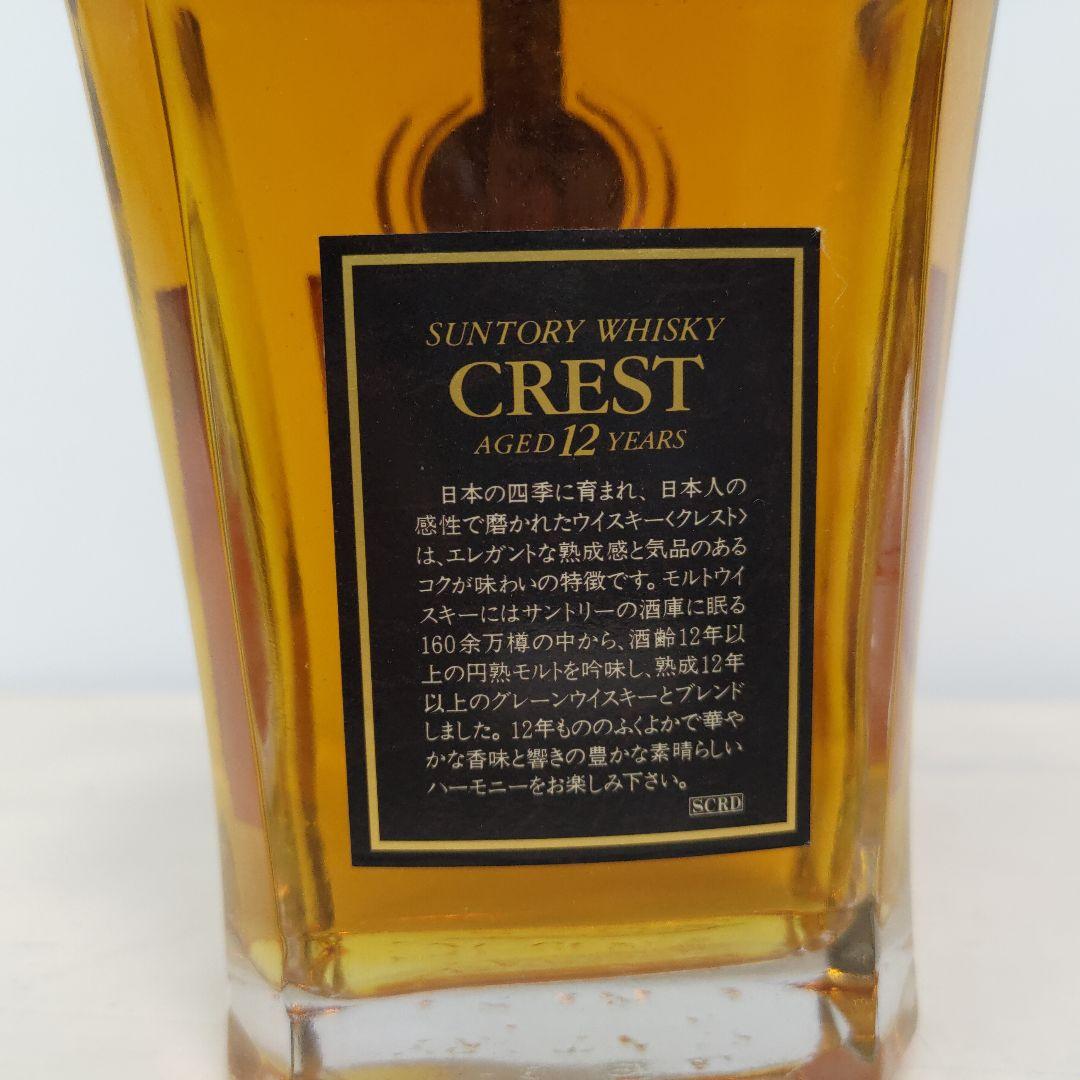 SUNTORY WHISKY
CREST
AGED 12 YEARS
日本の四季に育まれ、日本人の
感性で磨かれたウイスキー〈クレスト〉
は、エレガントな熟成感と気品のある
コクが味わいの特徴です。モルトウイ
スキーにはサントリーの酒庫に眠る
160余万樽の中から、酒齢12年以
上の円熟モルトを吟味し、熟成12年
以上のグレーンウイスキーとブレンド
しました。12年もののふくよかで華や
かな香味と響きの豊かな素晴らしい
ハーモニーをお楽しみ下さい。
SCRD